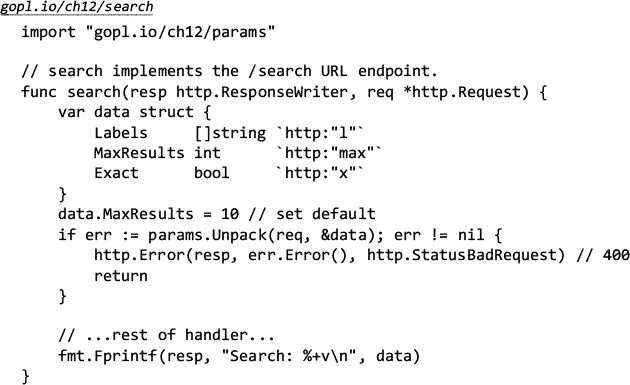 gopl.io/ch12/search
import "gopl.io/ch12/params"
// search implements the /search URL endpoint.
func search(resp http.ResponseWriter, req *http.Request) {
    var data struct {
        Labels     []string `http:"l"`
        MaxResults int      `http:"max"`
        Exact      bool     `http:"x"`
    }
    data.MaxResults = 10 // set default
    if err := params.Unpack(req, &data); err != nil {
        http.Error(resp, err.Error(), http.StatusBadRequest) // 400
        return
    }
    // ...rest of handler...
    fmt.Fprintf(resp, "Search: %+v\n", data)
}